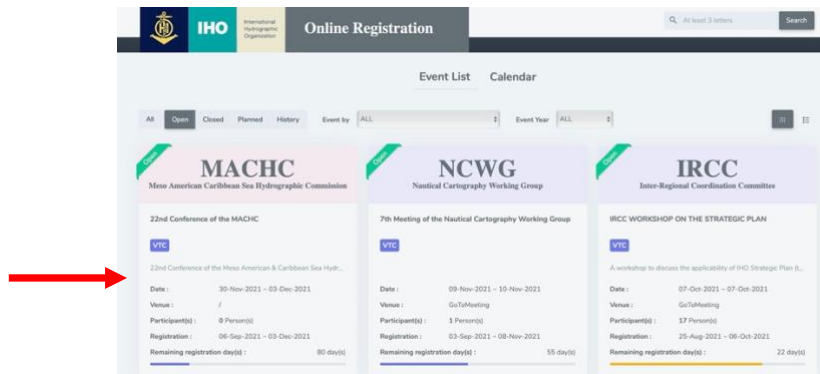 IHO
International
Hydrographic
Organization
Online Registration
At least 3 letters
Search
Event List
Calendar
All
Open
Closed
Planned
History
Event by
ALL
Event Year
ALL
Open
MACHC
Meso American Caribbean Sea Hydrographic Commission
22nd Conference of the MACHC
VTC
22nd Conference of the Meso American & Caribbean Sea Hydr...
Date : 30-Nov-2021 ~ 03-Dec-2021
Venue : /
Participant(s) : 0 Person(s)
Registration : 06-Sep-2021 ~ 03-Dec-2021
Remaining registration day(s) : 80 day(s)
Open
NCWG
Nautical Cartography Working Group
7th Meeting of the Nautical Cartography Working Group
VTC
Date : 09-Nov-2021 ~ 10-Nov-2021
Venue : GoToMeeting
Participant(s) : 1 Person(s)
Registration : 03-Sep-2021 ~ 08-Nov-2021
Remaining registration day(s) : 55 day(s)
Open
IRCC
Inter-Regional Coordination Committee
IRCC WORKSHOP ON THE STRATEGIC PLAN
VTC
A workshop to discuss the applicability of IHO Strategic Plan (t...
Date : 07-Oct-2021 ~ 07-Oct-2021
Venue : GoToMeeting
Participant(s) : 17 Person(s)
Registration : 25-Aug-2021 ~ 06-Oct-2021
Remaining registration day(s) : 22 day(s)